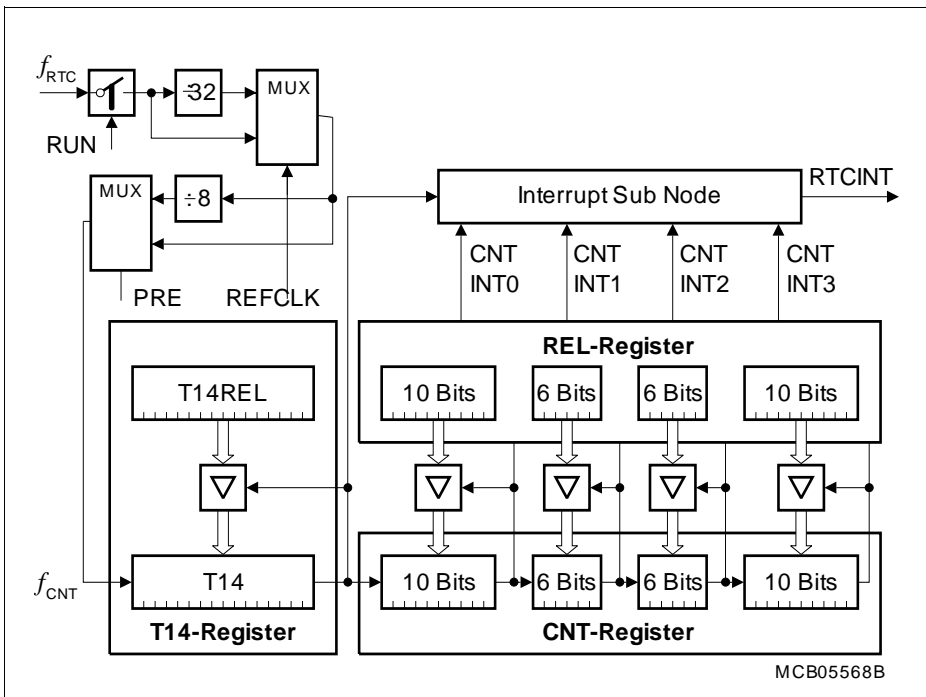 fRTC
RUN
÷32
MUX
MUX
÷8
PRE
REFCLK
Interrupt Sub Node
RTCINT
CNT INT0
CNT INT1
CNT INT2
CNT INT3
REL-Register
T14REL
10 Bits
6 Bits
6 Bits
10 Bits
fCNT
T14
10 Bits
6 Bits
6 Bits
10 Bits
T14-Register
CNT-Register
MCB05568B